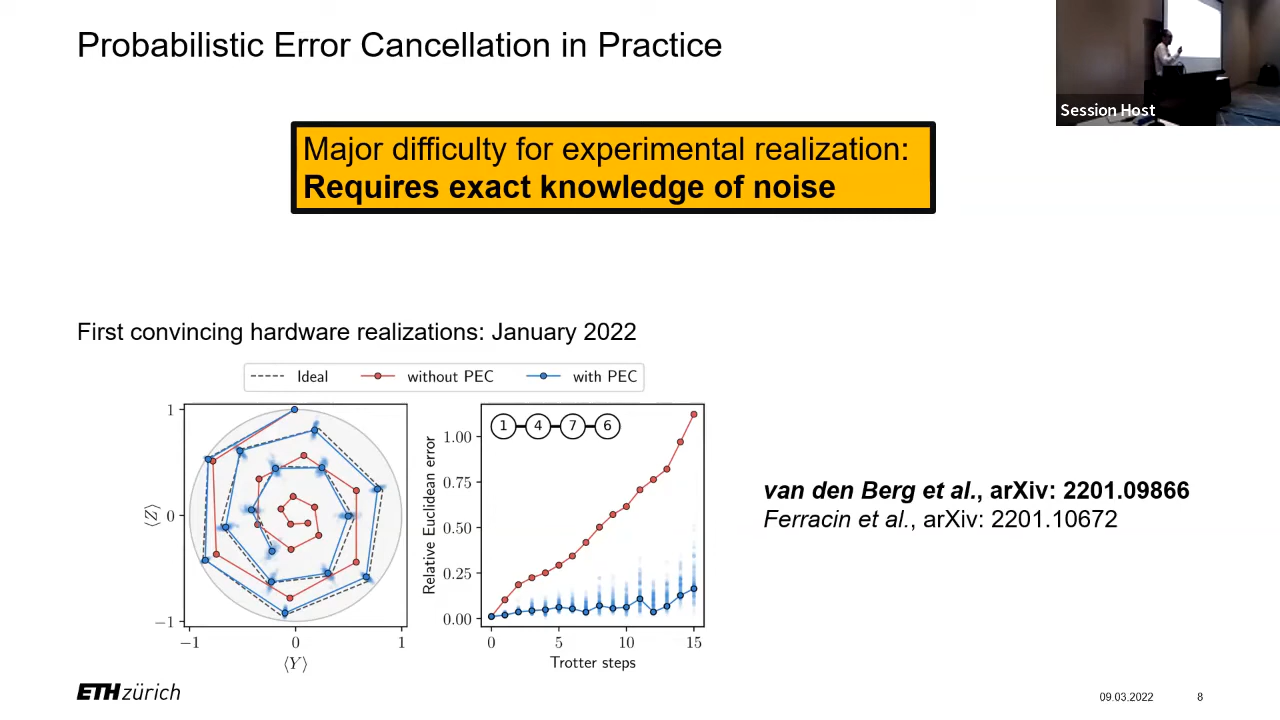 Probabilistic Error Cancellation in Practice
Session Host
Major difficulty for experimental realization:
Requires exact knowledge of noise
First convincing hardware realizations: January 2022
Ideal without PEC with PEC
1
0
−1
⟨Z⟩
−1 0 1
⟨Y⟩
1 4 7 6
1.00
0.75
0.50
0.25
0.00
Relative Euclidean error
0 5 10 15
Trotter steps
van den Berg et al., arXiv: 2201.09866
Ferracin et al., arXiv: 2201.10672
ETH zürich
09.03.2022 8